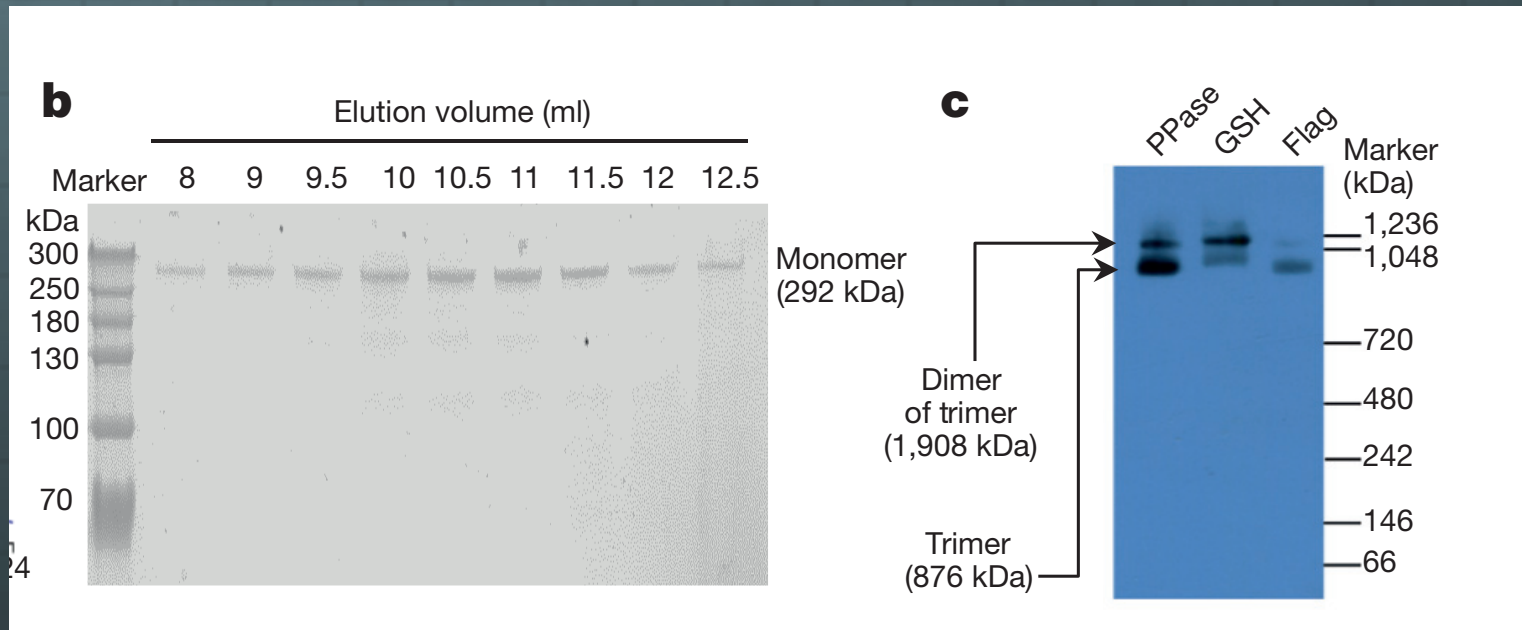 b
Elution volume (ml)
Marker 8 9 9.5 10 10.5 11 11.5 12 12.5
kDa
300
250
180
130
100
70
24
Monomer
(292 kDa)
c
PPase GSH Flag
Marker
(kDa)
1,236
1,048
720
480
242
146
66
Dimer
of trimer
(1,908 kDa)
Trimer
(876 kDa)